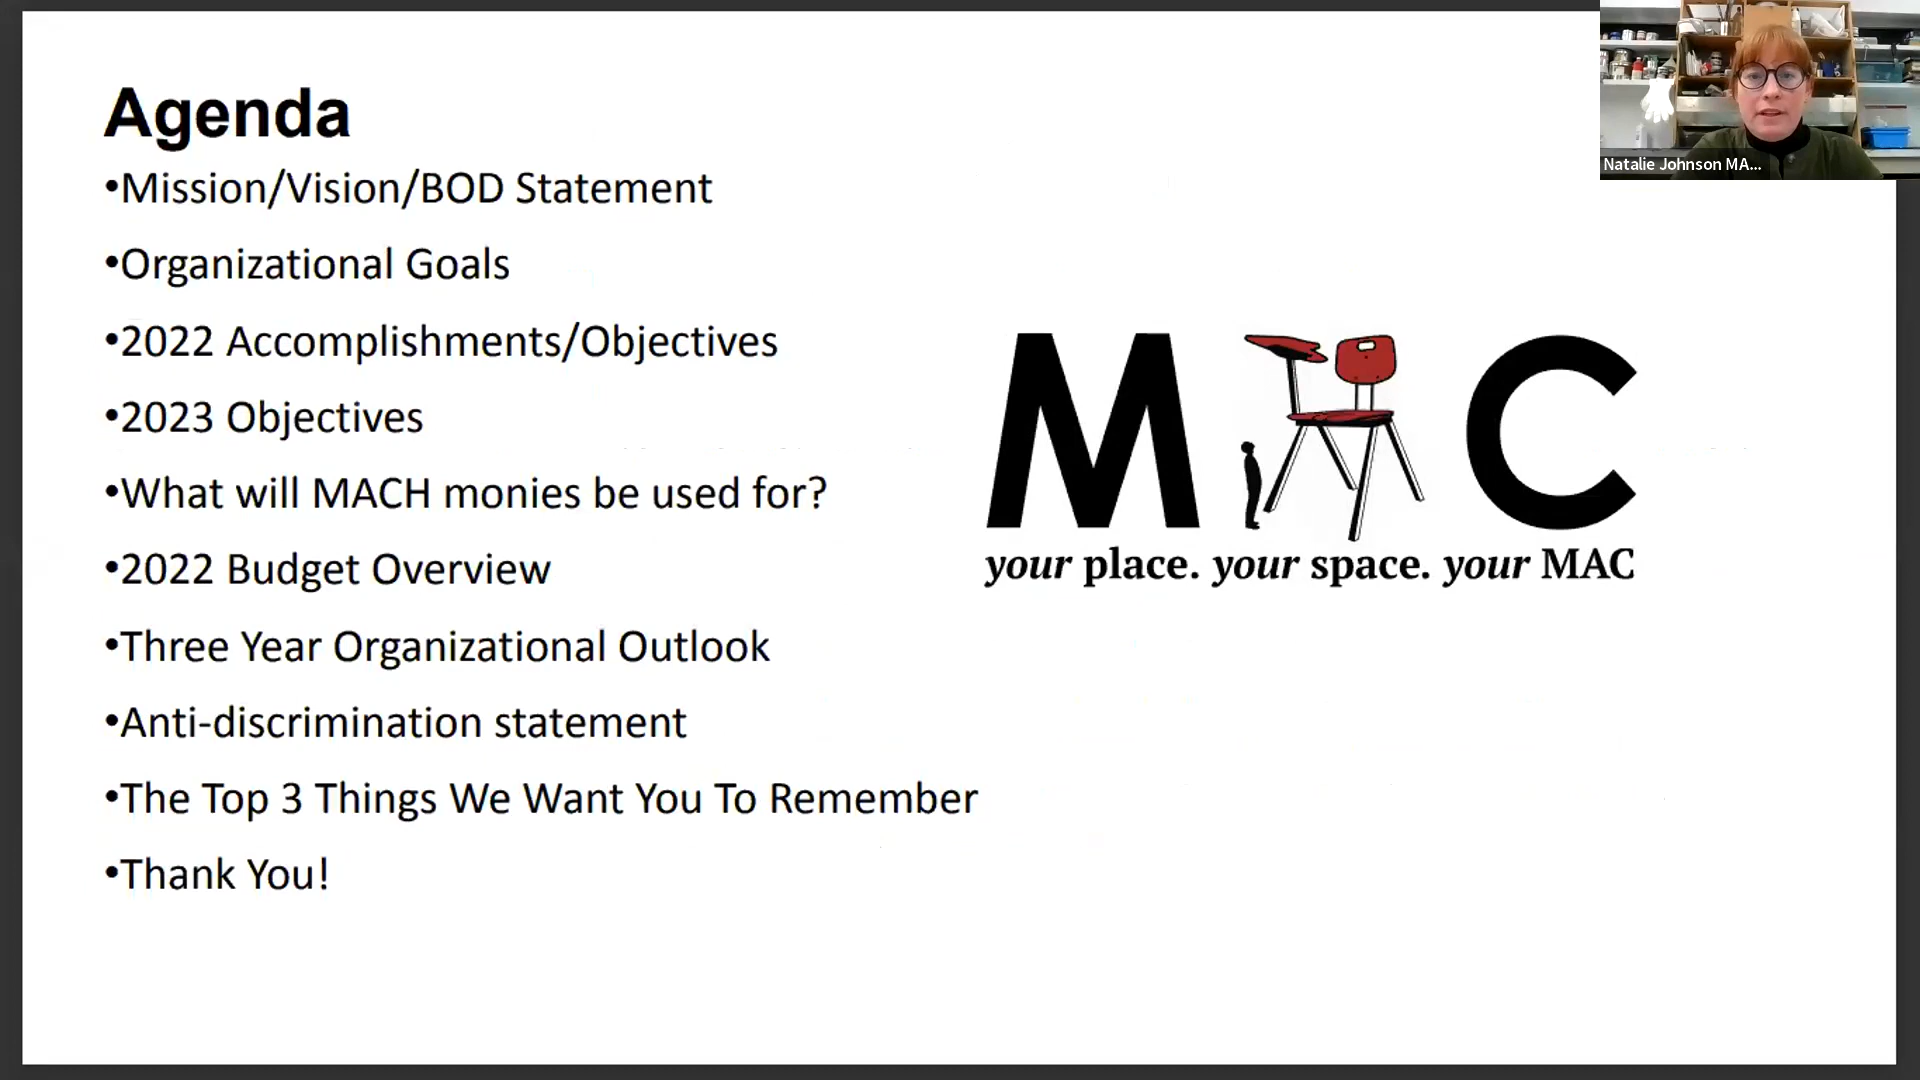 Agenda
•Mission/Vision/BOD Statement
•Organizational Goals
•2022 Accomplishments/Objectives
•2023 Objectives
•What will MACH monies be used for?
•2022 Budget Overview
•Three Year Organizational Outlook
•Anti-discrimination statement
•The Top 3 Things We Want You To Remember
•Thank You!
M C
your place. your space. your MAC
Natalie Johnson MA...